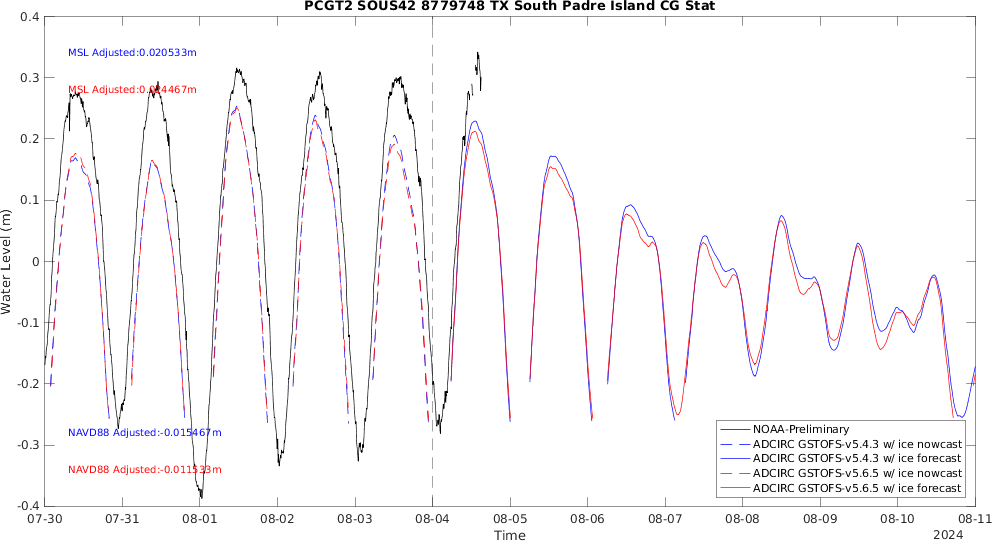 PCGT2 SOUS42 8779748 TX South Padre Island CG Stat
0.4
0.3
0.2
0.1
0
-0.1
-0.2
-0.3
-0.4
Water Level (m)
MSL Adjusted:0.020533m
MSL Adjusted:0.024467m
NAVD88 Adjusted:-0.015467m
NAVD88 Adjusted:-0.011533m
NOAA-Preliminary
ADCIRC GSTOFS-v5.4.3 w/ ice nowcast
ADCIRC GSTOFS-v5.4.3 w/ ice forecast
ADCIRC GSTOFS-v5.6.5 w/ ice nowcast
ADCIRC GSTOFS-v5.6.5 w/ ice forecast
07-30 07-31 08-01 08-02 08-03 08-04 08-05 08-06 08-07 08-08 08-09 08-10 08-11
Time
2024